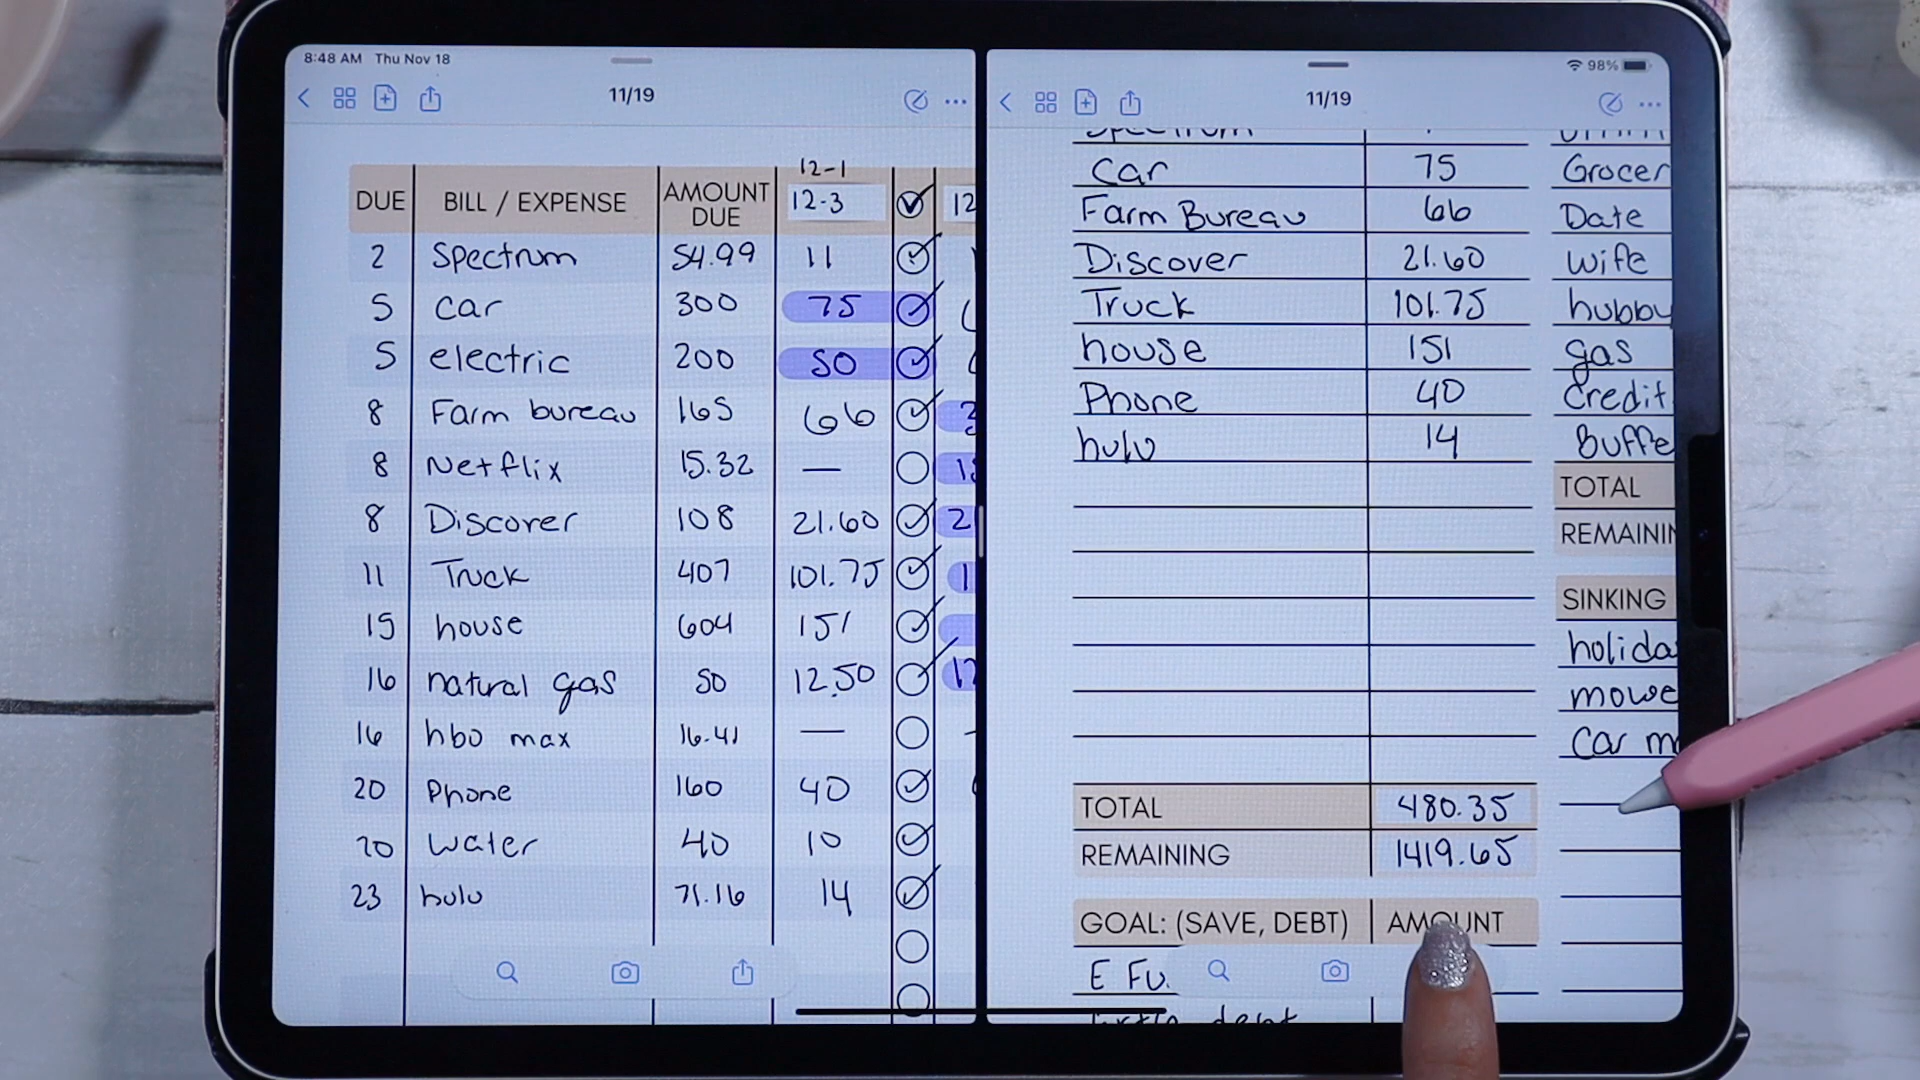 8:48 AM Thu Nov 18
11/19
12-1
DUE BILL / EXPENSE AMOUNT DUE 12-3 12
2 Spectrum 54.99 11
5 Car 300 75
5 electric 200 50
8 Farm bureau 165 66
8 Netflix 15.32 —
8 Discover 108 21.60 2
11 Truck 407 101.75 1
15 house 604 151
16 natural gas 50 12.50 12
16 hbo max 16.41 —
20 Phone 160 40
20 water 40 10
23 hulu 71.16 14
98%
11/19
Car 75
Farm Bureau 66
Discover 21.60
Truck 101.75
house 151
Phone 40
hulu 14
TOTAL 480.35
REMAINING 1419.65
GOAL: (SAVE, DEBT) AMOUNT
E Fu
debt
Grocer
Date
Wife
hubby
gas
Credit
Buffe
TOTAL
REMAININ
SINKING
holida
mowe
Car m